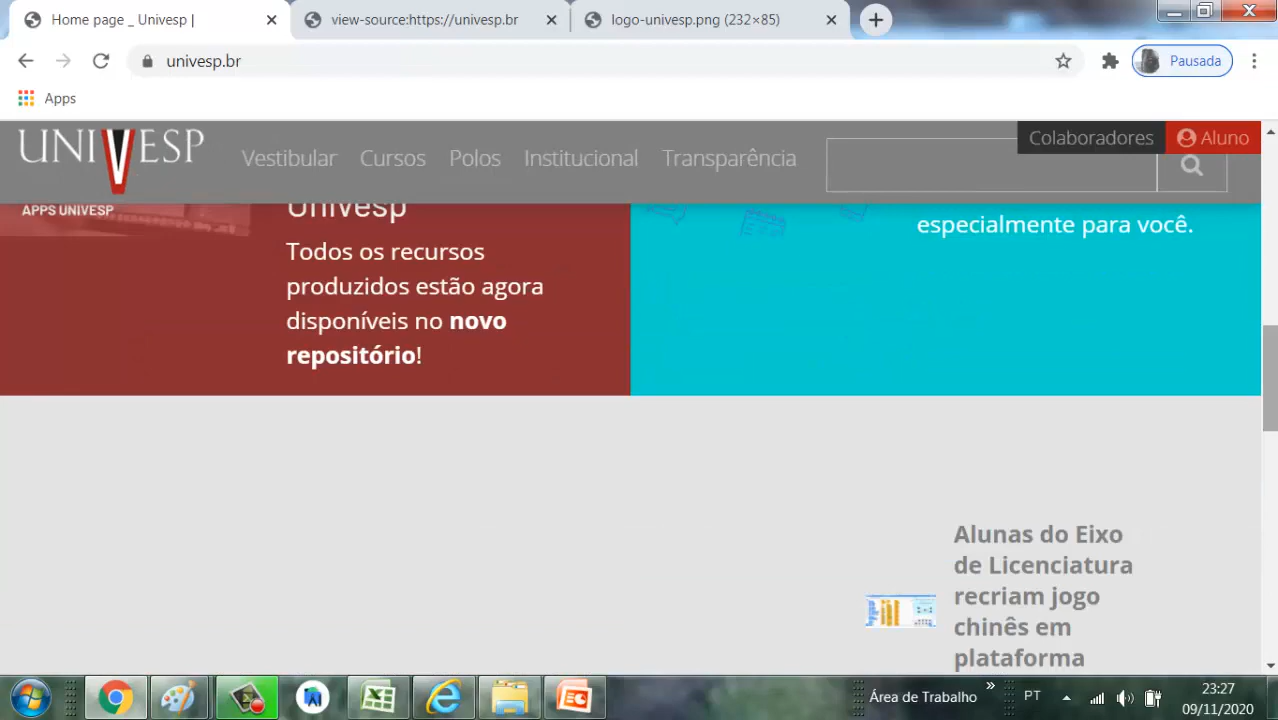 Home page _ Univesp |
view-source:https://univesp.br
logo-univesp.png (232×85)
univesp.br
Pausada
Apps
UNIVESP
Vestibular
Cursos
Polos
Institucional
Transparência
Colaboradores
Aluno
APPS UNIVESP
Univesp
Todos os recursos
produzidos estão agora
disponíveis no novo
repositório!
especialmente para você.
Alunas do Eixo
de Licenciatura
recriam jogo
chinês em
plataforma
Área de Trabalho
»
PT
23:27
09/11/2020